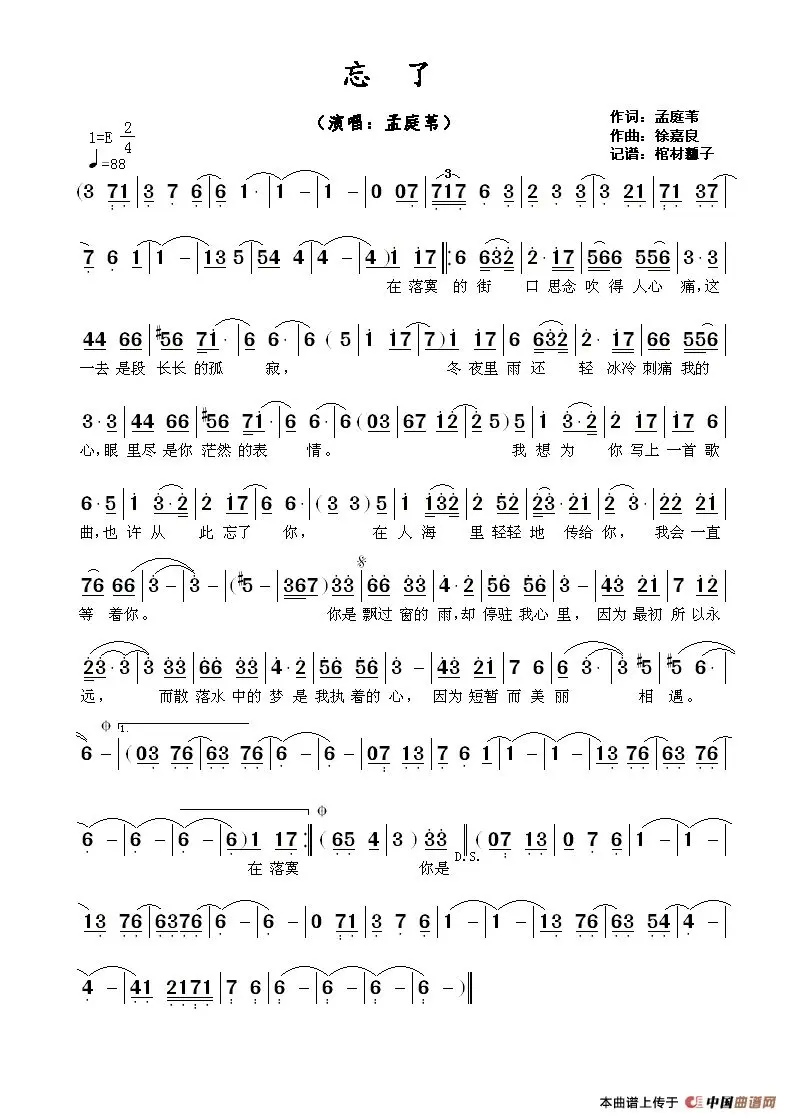 忘 了
（演唱：孟庭苇）
作词：孟庭苇
作曲：徐嘉良
1=E 2/4
♩=88
(3 71|3 7 6|6 1·|1 –|1 –|0 07|717 6 3|2 3 3|3 21|71 37|
7 6 1|1 –|13 5|54 4|4 –|4 )1 17|:6 632|2·17|566 556|3·3|
在 落寞 的 街 口 思念 吹 得 人心 痛，这
44 66|#56 71·|6 6·|6 ( 5|1 17|7 )1 17|6 632|2· 17|66 556|
一去 是段 长长 的孤 寂， 冬 夜里 雨 还 轻 冰冷 刺痛 我的
3·3|44 66|#56 71·|6 6·|6 (03|67 12|2 5) 5|1 3·2|2 17|17 6|
心，眼 里尽 是你 茫然 的表 情。 我 想 为 你 写上 一首 歌
6·5|1 3·2|2 17|6 6·|( 3 3) 5|1 132|2 52|23·21|6 3·2|22 21|
曲，也 许 从 此 忘了 你， 在 人 海 里 轻轻 地 传给 你， 我会 一直
76 66|3 –|3 –|(#5 –|367) 33|66 33|4·2|56 56|3 –|43 21|7 12|
等 着你。 你是 飘过 窗的 雨，却 停驻 我心 里， 因为 最初 所 以永
23·3|3 33|66 33|4·2|56 56|3 –|43 21|7 6|6 3·|3 #5|#5 6·|
远， 而散 落水 中的 梦 是 我执 着的 心， 因为 短暂 而 美 丽 相 遇。
1.
6 –|(03 76|63 76|6 –|6 –|07 13|7 6 1|1 –|1 –|13 76|63 76|
6 –|6 –|6 –|6) 1 17:‖( 65 4|3 ) 33‖( 07 13|0 7 6|1 –|1 –|
在 落寞 你是 D.S.
13 76|6376|6 –|6 –|0 71|3 7 6|1 –|1 –|13 76|63 54|4 –|
4 –|41 2171|7 6|6 –|6 –|6 –|6 –)‖
本曲谱上传于 中国曲谱网